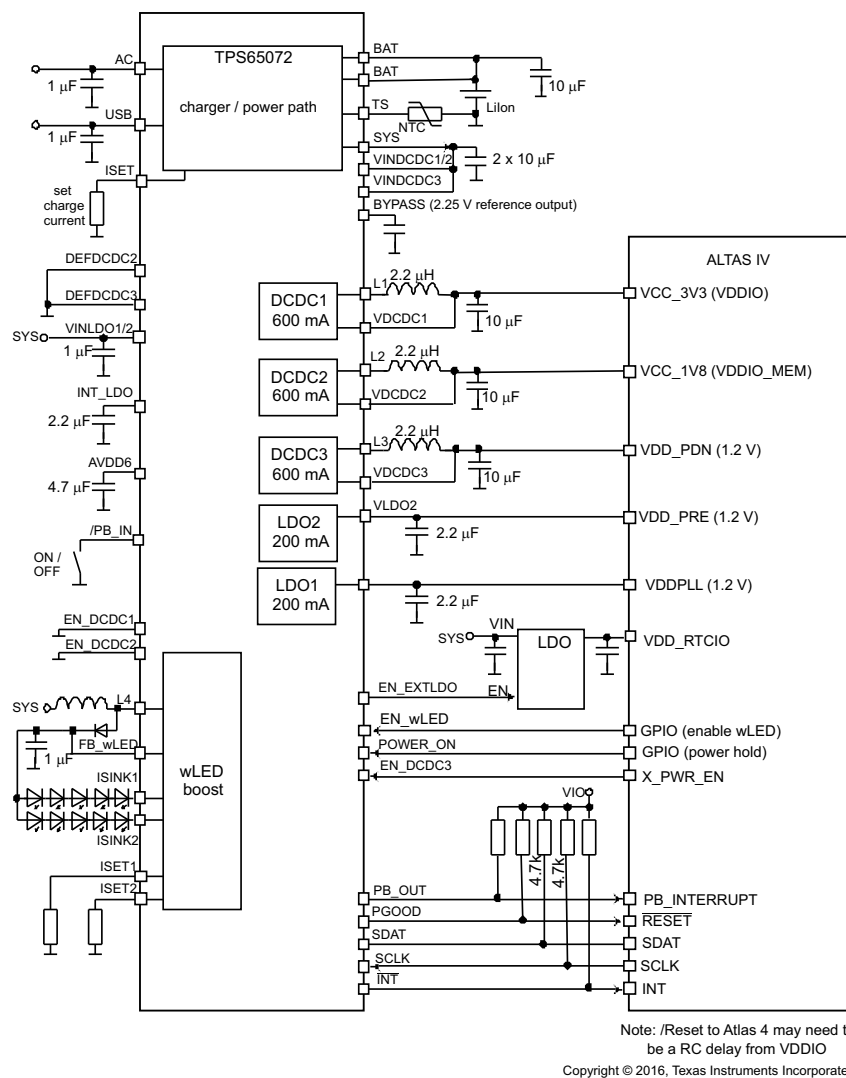 TPS65072
charger / power path
AC
1 μF
USB
1 μF
ISET
set
charge
current
BAT
BAT
10 μF
LiIon
TS
NTC
SYS
2 x 10 μF
VINDCDC1/2
VINDCDC3
BYPASS (2.25 V reference output)
DEFDCDC2
DEFDCDC3
SYS
VINLDO1/2
1 μF
INT_LDO
2.2 μF
AVDD6
4.7 μF
/PB_IN
ON /
OFF
EN_DCDC1
EN_DCDC2
SYS
L4
FB_wLED
1 μF
ISINK1
ISINK2
ISET1
ISET2
wLED
boost
DCDC1
600 mA
L1
2.2 μH
VDCDC1
10 μF
DCDC2
600 mA
L2
2.2 μH
VDCDC2
10 μF
DCDC3
600 mA
L3
2.2 μH
VDCDC3
10 μF
LDO2
200 mA
VLDO2
2.2 μF
LDO1
200 mA
2.2 μF
SYS
VIN
LDO
EN_EXTLDO
EN
EN_wLED
POWER_ON
EN_DCDC3
VIO
4.7k
4.7k
PB_OUT
PGOOD
SDAT
SCLK
INT
ALTAS IV
VCC_3V3 (VDDIO)
VCC_1V8 (VDDIO_MEM)
VDD_PDN (1.2 V)
VDD_PRE (1.2 V)
VDDPLL (1.2 V)
VDD_RTCIO
GPIO (enable wLED)
GPIO (power hold)
X_PWR_EN
PB_INTERRUPT
RESET
SDAT
SCLK
INT
Note: /Reset to Atlas 4 may need t
be a RC delay from VDDIO
Copyright © 2016, Texas Instruments Incorporate